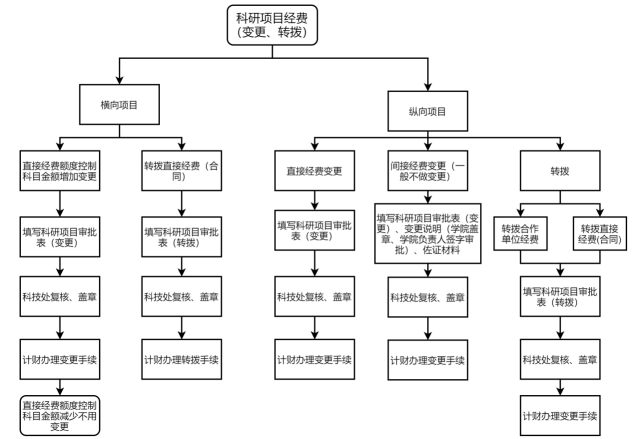 科研项目经费
（变更、转拨）
横向项目
纵向项目
直接经费额度控制
科目金额增加变更
转拨直接经费（合
同）
直接经费变更
间接经费变更（一
般不做变更）
转拨
填写科研项目审批
表（变更）
填写科研项目审批
表（转拨）
填写科研项目审批
表（变更）
填写科研项目审批表（变
更）、变更说明（学院盖
章、学院负责人签字审
批）、佐证材料
转拨合作
单位经费
转拨直接
经费(合同)
科技处复核、盖章
科技处复核、盖章
科技处复核、盖章
科技处复核、盖章
填写科研项目审批
表（转拨）
计财办理变更手续
计财办理转拨手续
计财办理变更手续
计财办理变更手续
科技处复核、盖章
直接经费额度控制
科目金额减少不用
变更
计财办理变更手续